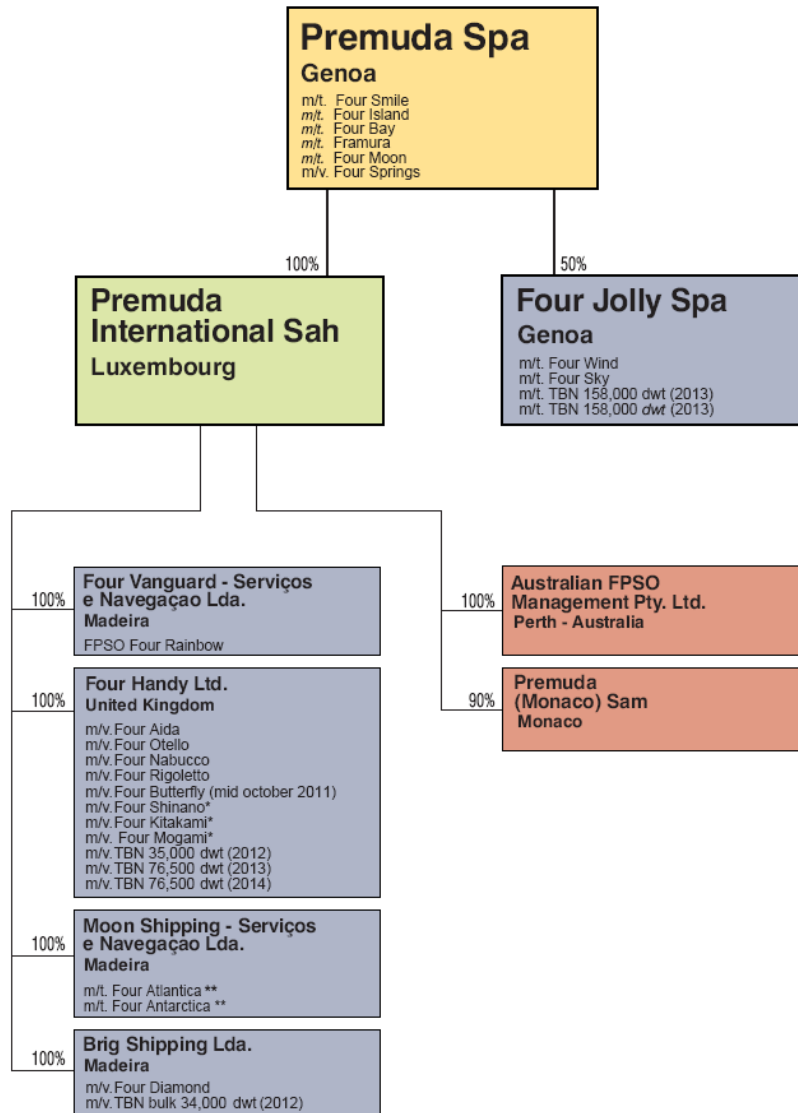 Premuda Spa
Genoa
m/t. Four Smile
m/t. Four Island
m/t. Four Bay
m/t. Framura
m/t. Four Moon
m/v. Four Springs
100%
50%
Premuda
International Sah
Luxembourg
Four Jolly Spa
Genoa
m/t. Four Wind
m/t. Four Sky
m/t. TBN 158,000 dwt (2013)
m/t. TBN 158,000 dwt (2013)
100%
Four Vanguard - Serviços
e Navegaçao Lda.
Madeira
FPSO Four Rainbow
100%
Australian FPSO
Management Pty. Ltd.
Perth - Australia
100%
Four Handy Ltd.
United Kingdom
m/v. Four Aida
m/v. Four Otello
m/v. Four Nabucco
m/v. Four Rigoletto
m/v. Four Butterfly (mid october 2011)
m/v. Four Shinano*
m/v. Four Kitakami*
m/v. Four Mogami*
m/v. TBN 35,000 dwt (2012)
m/v. TBN 76,500 dwt (2013)
m/v. TBN 76,500 dwt (2014)
90%
Premuda
(Monaco) Sam
Monaco
100%
Moon Shipping - Serviços
e Navegaçao Lda.
Madeira
m/t. Four Atlantica **
m/t. Four Antarctica **
100%
Brig Shipping Lda.
Madeira
m/v. Four Diamond
m/v. TBN bulk 34,000 dwt (2012)